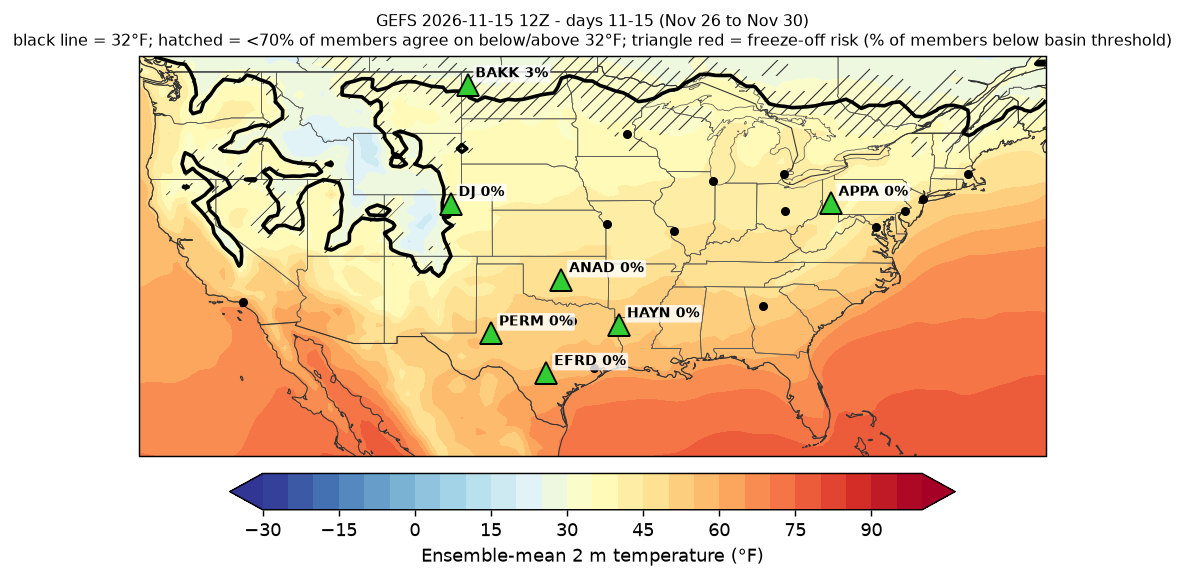 GEFS 2026-11-15 12Z - days 11-15 (Nov 26 to Nov 30)
black line = 32°F; hatched = <70% of members agree on below/above 32°F; triangle red = freeze-off risk (% of members below basin threshold)
BAKK 3%
DJ 0%
APPA 0%
ANAD 0%
HAYN 0%
PERM 0%
EFRD 0%
−30 −15 0 15 30 45 60 75 90
Ensemble-mean 2 m temperature (°F)